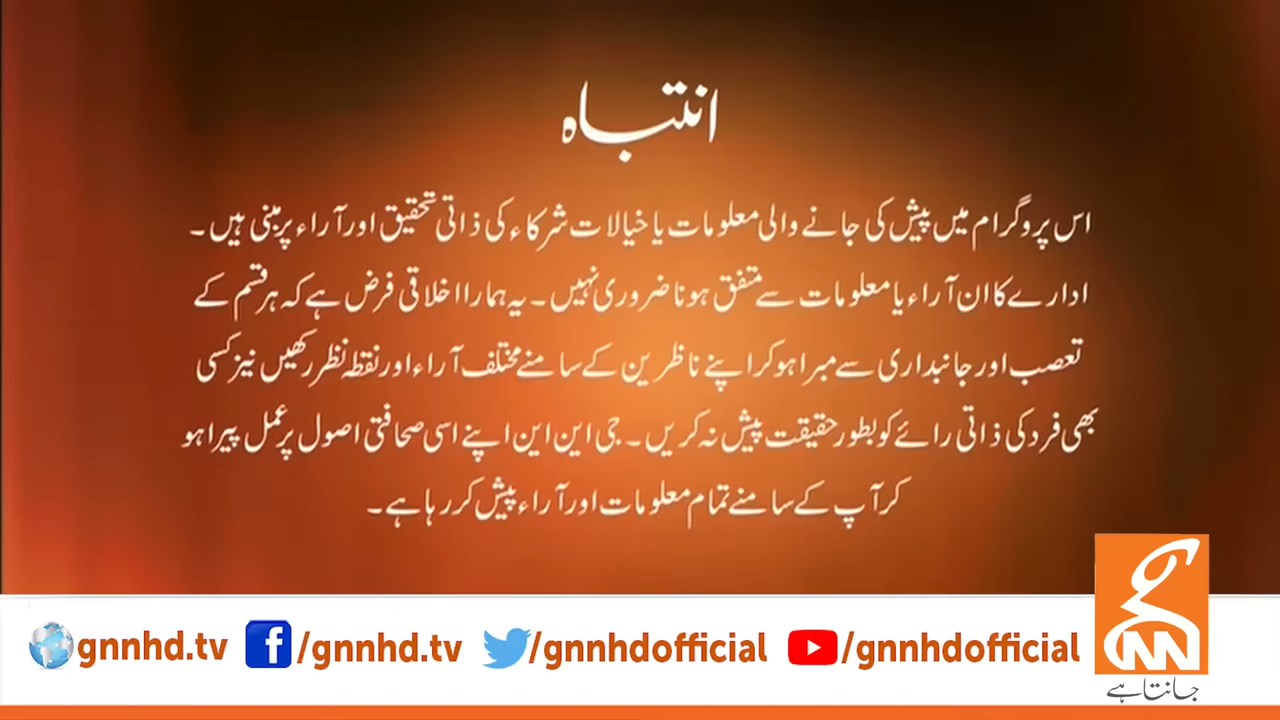 انتباہ
اس پروگرام میں پیش کی جانے والی معلومات یا خیالات شرکاء کی ذاتی تحقیق اور آراء پر مبنی ہیں۔
ادارے کا ان آراء یا معلومات سے متفق ہونا ضروری نہیں۔ یہ ہمارا اخلاقی فرض ہے کہ ہر قسم کے
تعصب اور جانبداری سے مبرا ہو کر اپنے ناظرین کے سامنے مختلف آراء اور نقطہ نظر رکھیں نیز کسی
بھی فرد کی ذاتی رائے کو بطور حقیقت پیش نہ کریں۔ جی این این اپنے اسی صحافتی اصول پر عمل پیرا ہو
کر آپ کے سامنے تمام معلومات اور آراء پیش کر رہا ہے۔
gnnhd.tv /gnnhd.tv /gnnhdofficial /gnnhdofficial
GNN
جانتا ہے